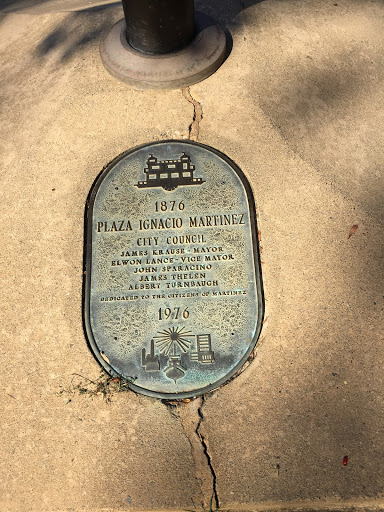 1876
PLAZA IGNACIO MARTINEZ
CITY COUNCIL
JAMES KRAUSE - MAYOR
ELWON LANCE - VICE MAYOR
JOHN SPARACINO
JAMES THELEN
ALBERT TURNBAUGH
DEDICATED TO THE CITIZENS OF MARTINEZ
1976